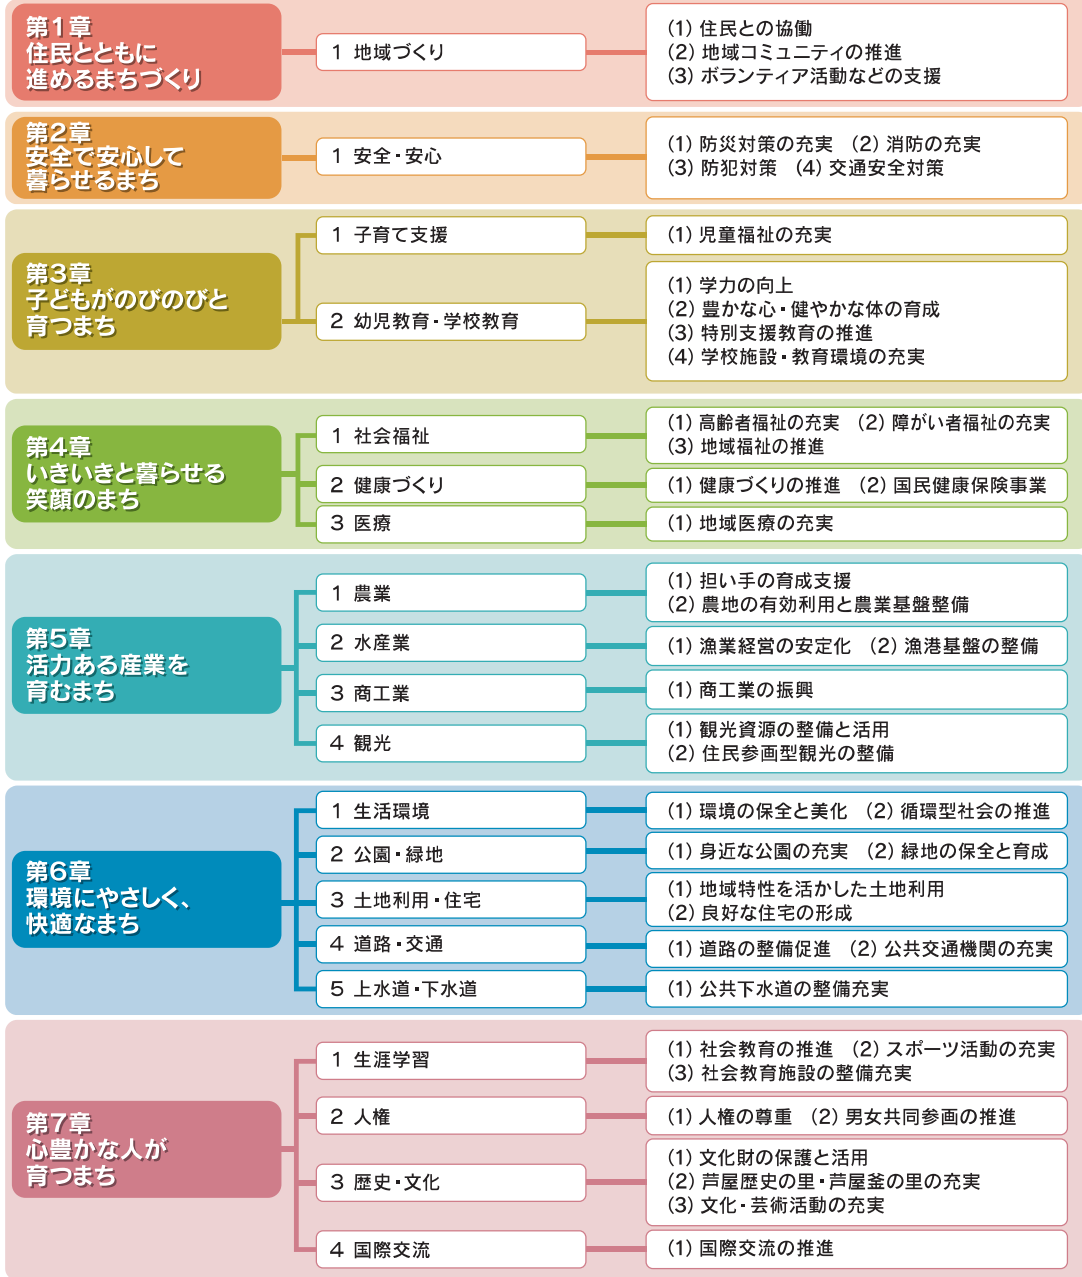 第1章
住民とともに
進めるまちづくり
1 地域づくり
(1) 住民との協働
(2) 地域コミュニティの推進
(3) ボランティア活動などの支援
第2章
安全で安心して
暮らせるまち
1 安全・安心
(1) 防災対策の充実 (2) 消防の充実
(3) 防犯対策 (4) 交通安全対策
第3章
子どもがのびのびと
育つまち
1 子育て支援
(1) 児童福祉の充実
2 幼児教育・学校教育
(1) 学力の向上
(2) 豊かな心・健やかな体の育成
(3) 特別支援教育の推進
(4) 学校施設・教育環境の充実
第4章
いきいきと暮らせる
笑顔のまち
1 社会福祉
(1) 高齢者福祉の充実 (2) 障がい者福祉の充実
(3) 地域福祉の推進
2 健康づくり
(1) 健康づくりの推進 (2) 国民健康保険事業
3 医療
(1) 地域医療の充実
第5章
活力ある産業を
育むまち
1 農業
(1) 担い手の育成支援
(2) 農地の有効利用と農業基盤整備
2 水産業
(1) 漁業経営の安定化 (2) 漁港基盤の整備
3 商工業
(1) 商工業の振興
4 観光
(1) 観光資源の整備と活用
(2) 住民参画型観光の整備
第6章
環境にやさしく、
快適なまち
1 生活環境
(1) 環境の保全と美化 (2) 循環型社会の推進
2 公園・緑地
(1) 身近な公園の充実 (2) 緑地の保全と育成
3 土地利用・住宅
(1) 地域特性を活かした土地利用
(2) 良好な住宅の形成
4 道路・交通
(1) 道路の整備促進 (2) 公共交通機関の充実
5 上水道・下水道
(1) 公共下水道の整備充実
第7章
心豊かな人が
育つまち
1 生涯学習
(1) 社会教育の推進 (2) スポーツ活動の充実
(3) 社会教育施設の整備充実
2 人権
(1) 人権の尊重 (2) 男女共同参画の推進
3 歴史・文化
(1) 文化財の保護と活用
(2) 芦屋歴史の里・芦屋釜の里の充実
(3) 文化・芸術活動の充実
4 国際交流
(1) 国際交流の推進